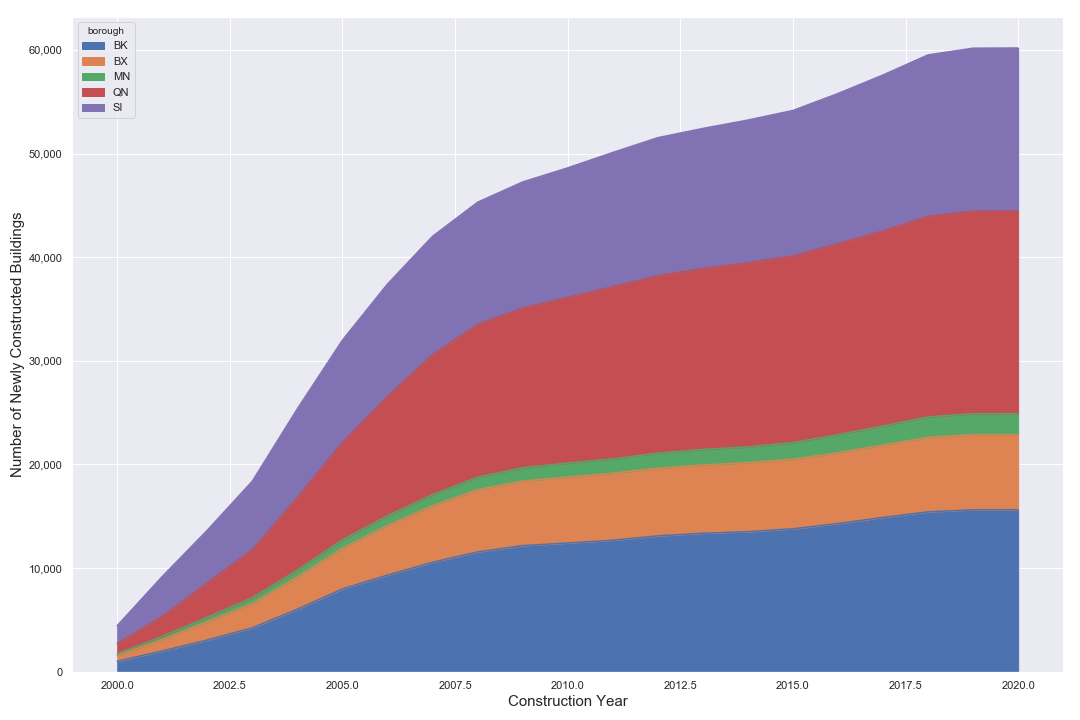 borough
BK
BX
MN
QN
SI
Number of Newly Constructed Buildings
60,000
50,000
40,000
30,000
20,000
10,000
0
2000.0 2002.5 2005.0 2007.5 2010.0 2012.5 2015.0 2017.5 2020.0
Construction Year